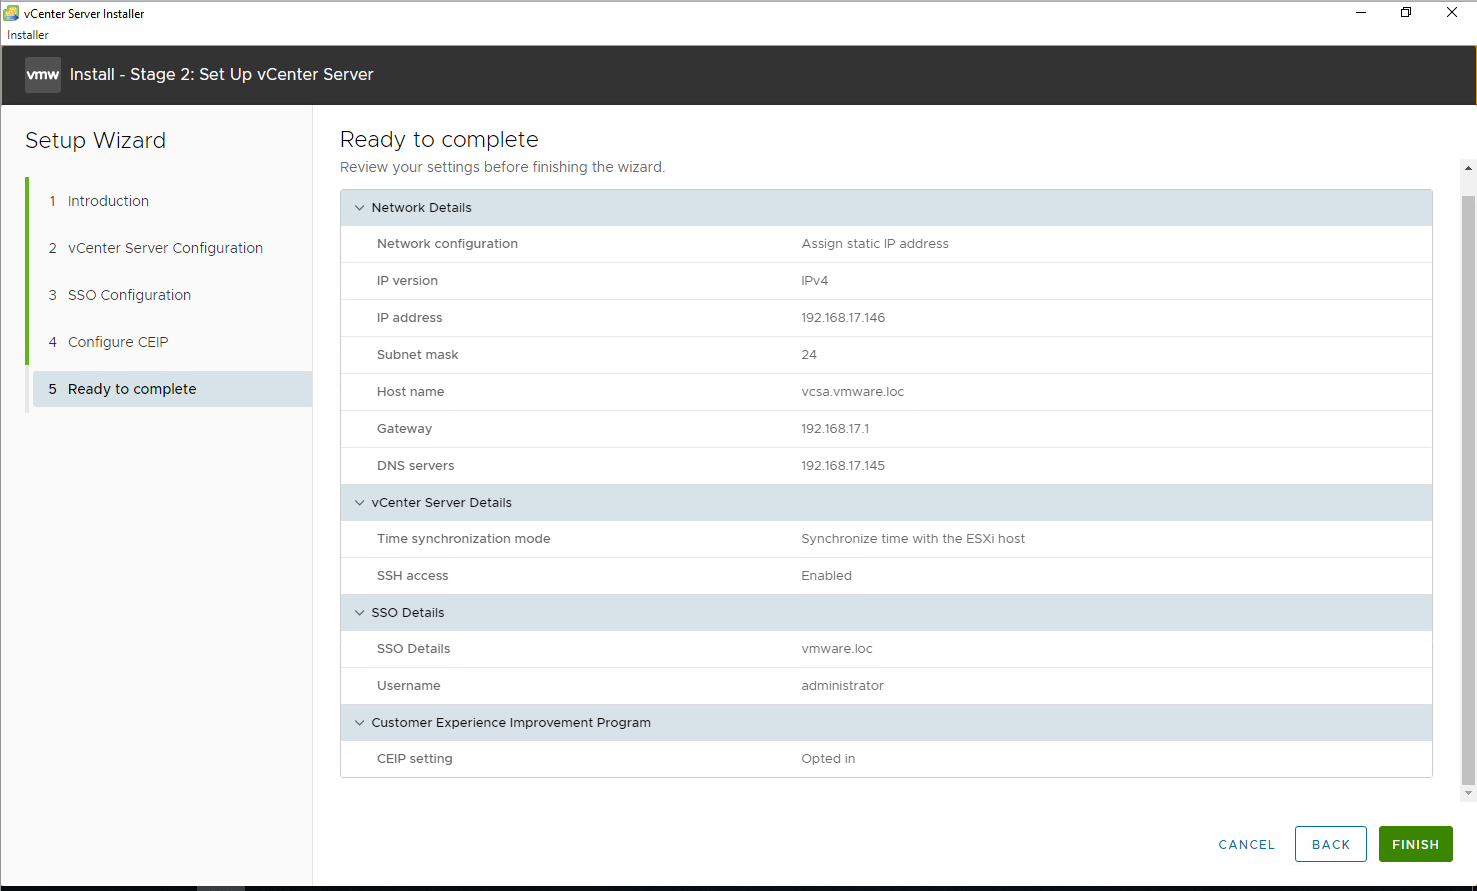 vCenter Server Installer
Installer
vmw Install - Stage 2: Set Up vCenter Server
Setup Wizard
1 Introduction
2 vCenter Server Configuration
3 SSO Configuration
4 Configure CEIP
5 Ready to complete
Ready to complete
Review your settings before finishing the wizard.
Network Details
Network configuration Assign static IP address
IP version IPv4
IP address 192.168.17.146
Subnet mask 24
Host name vcsa.vmware.loc
Gateway 192.168.17.1
DNS servers 192.168.17.145
vCenter Server Details
Time synchronization mode Synchronize time with the ESXi host
SSH access Enabled
SSO Details
SSO Details vmware.loc
Username administrator
Customer Experience Improvement Program
CEIP setting Opted in
CANCEL BACK FINISH